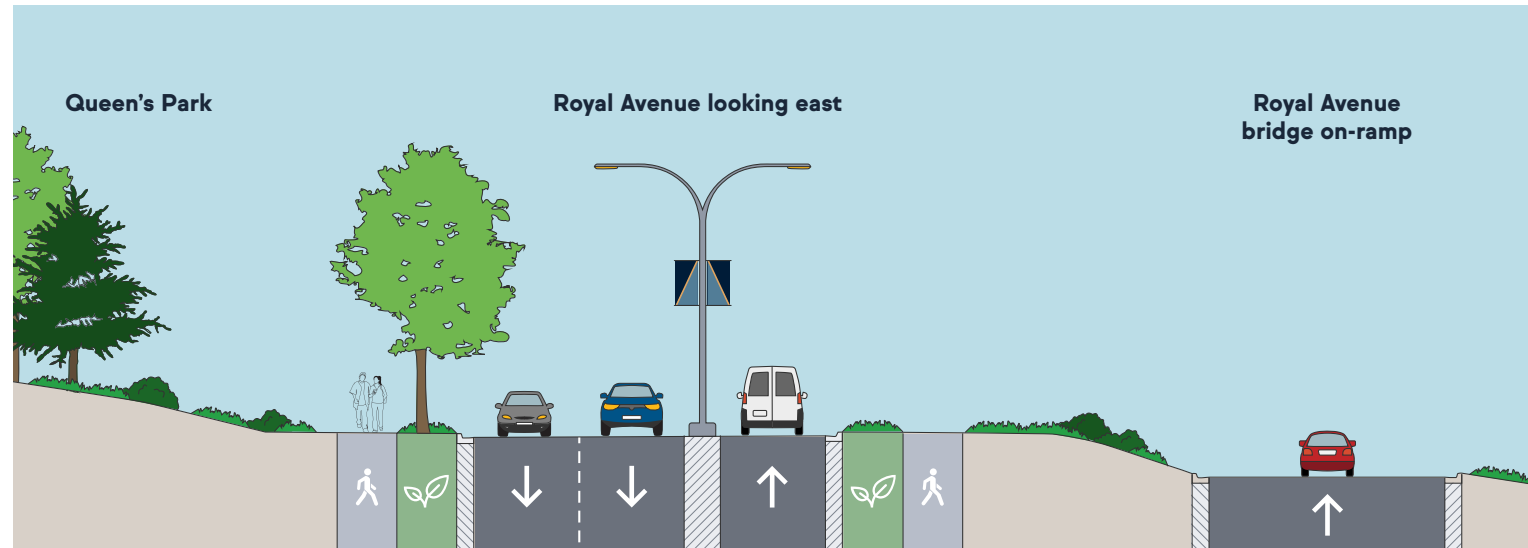 Queen's Park
Royal Avenue looking east
Royal Avenue
bridge on-ramp